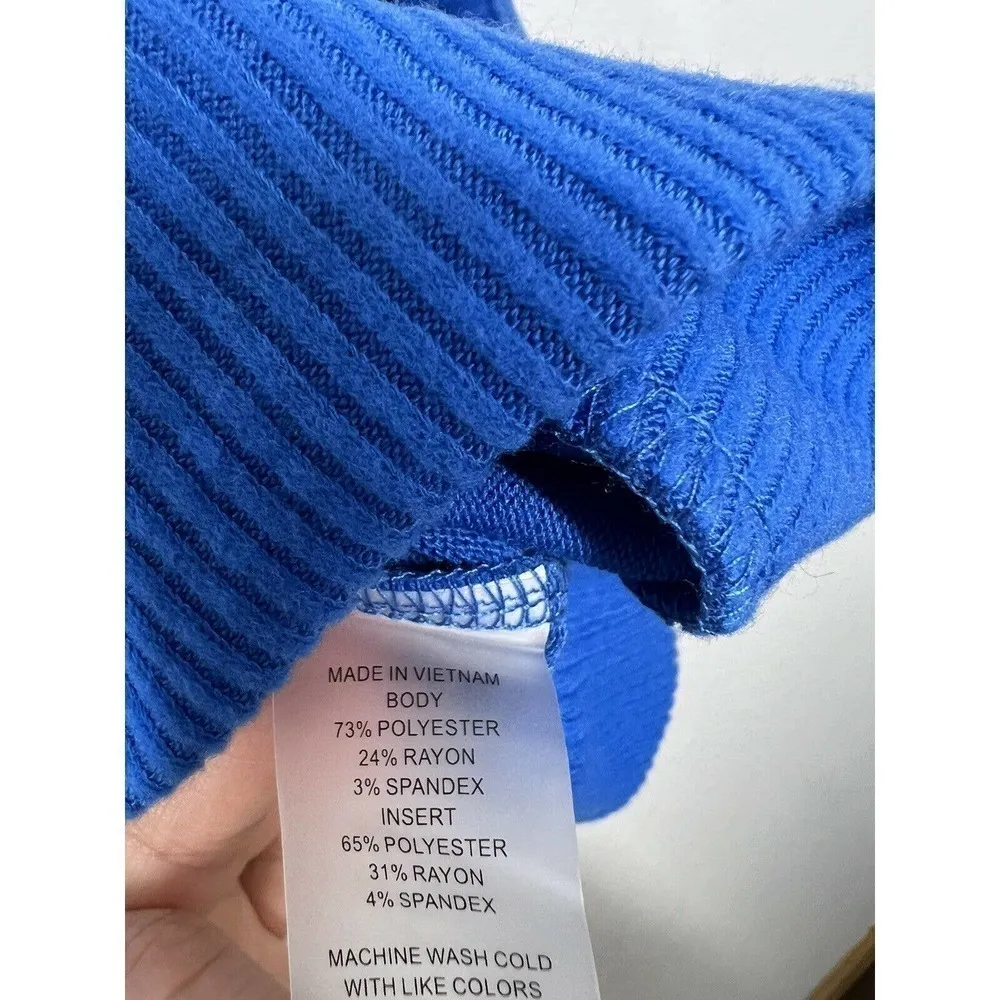 MADE IN VIETNAM
BODY
73% POLYESTER
24% RAYON
3% SPANDEX
INSERT
65% POLYESTER
31% RAYON
4% SPANDEX
MACHINE WASH COLD
WITH LIKE COLORS